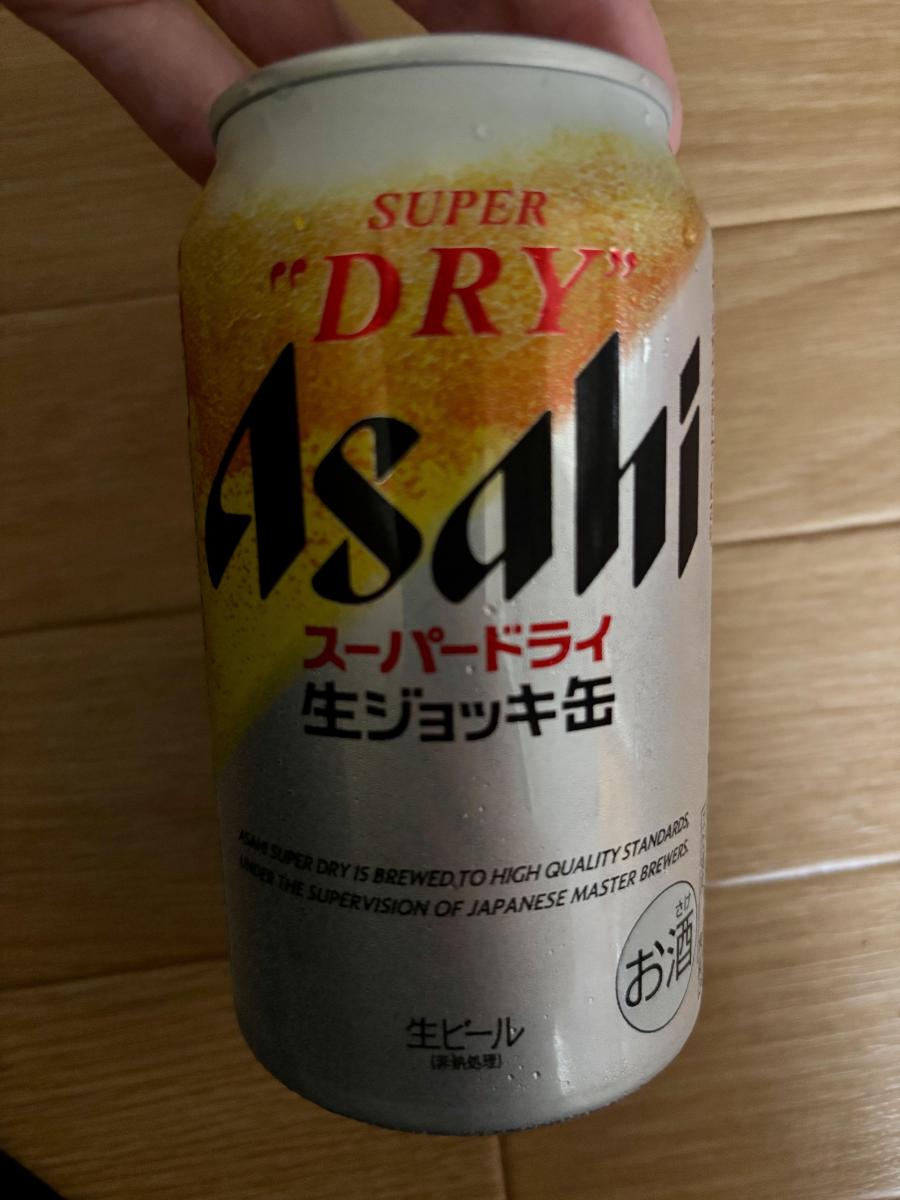 SUPER
“DRY”
Asahi
スーパードライ
生ジョッキ缶
ASAHI SUPER DRY IS BREWED TO HIGH QUALITY STANDARDS,
UNDER THE SUPERVISION OF JAPANESE MASTER BREWERS.
さけ
お酒
生ビール
(非熱処理)